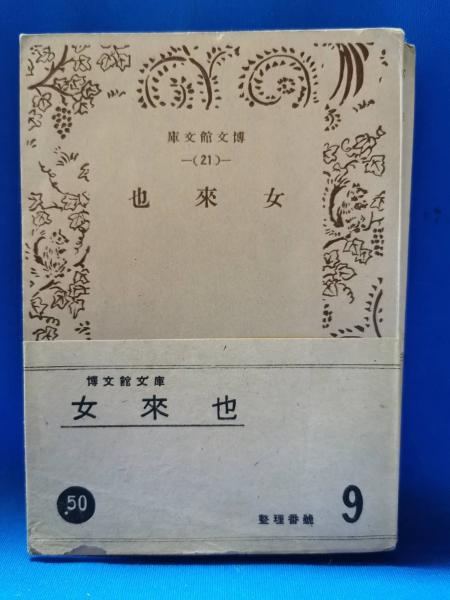 庫文館文博
—(21)—
也來女
博文館文庫
女來也
.50
整理番號 9